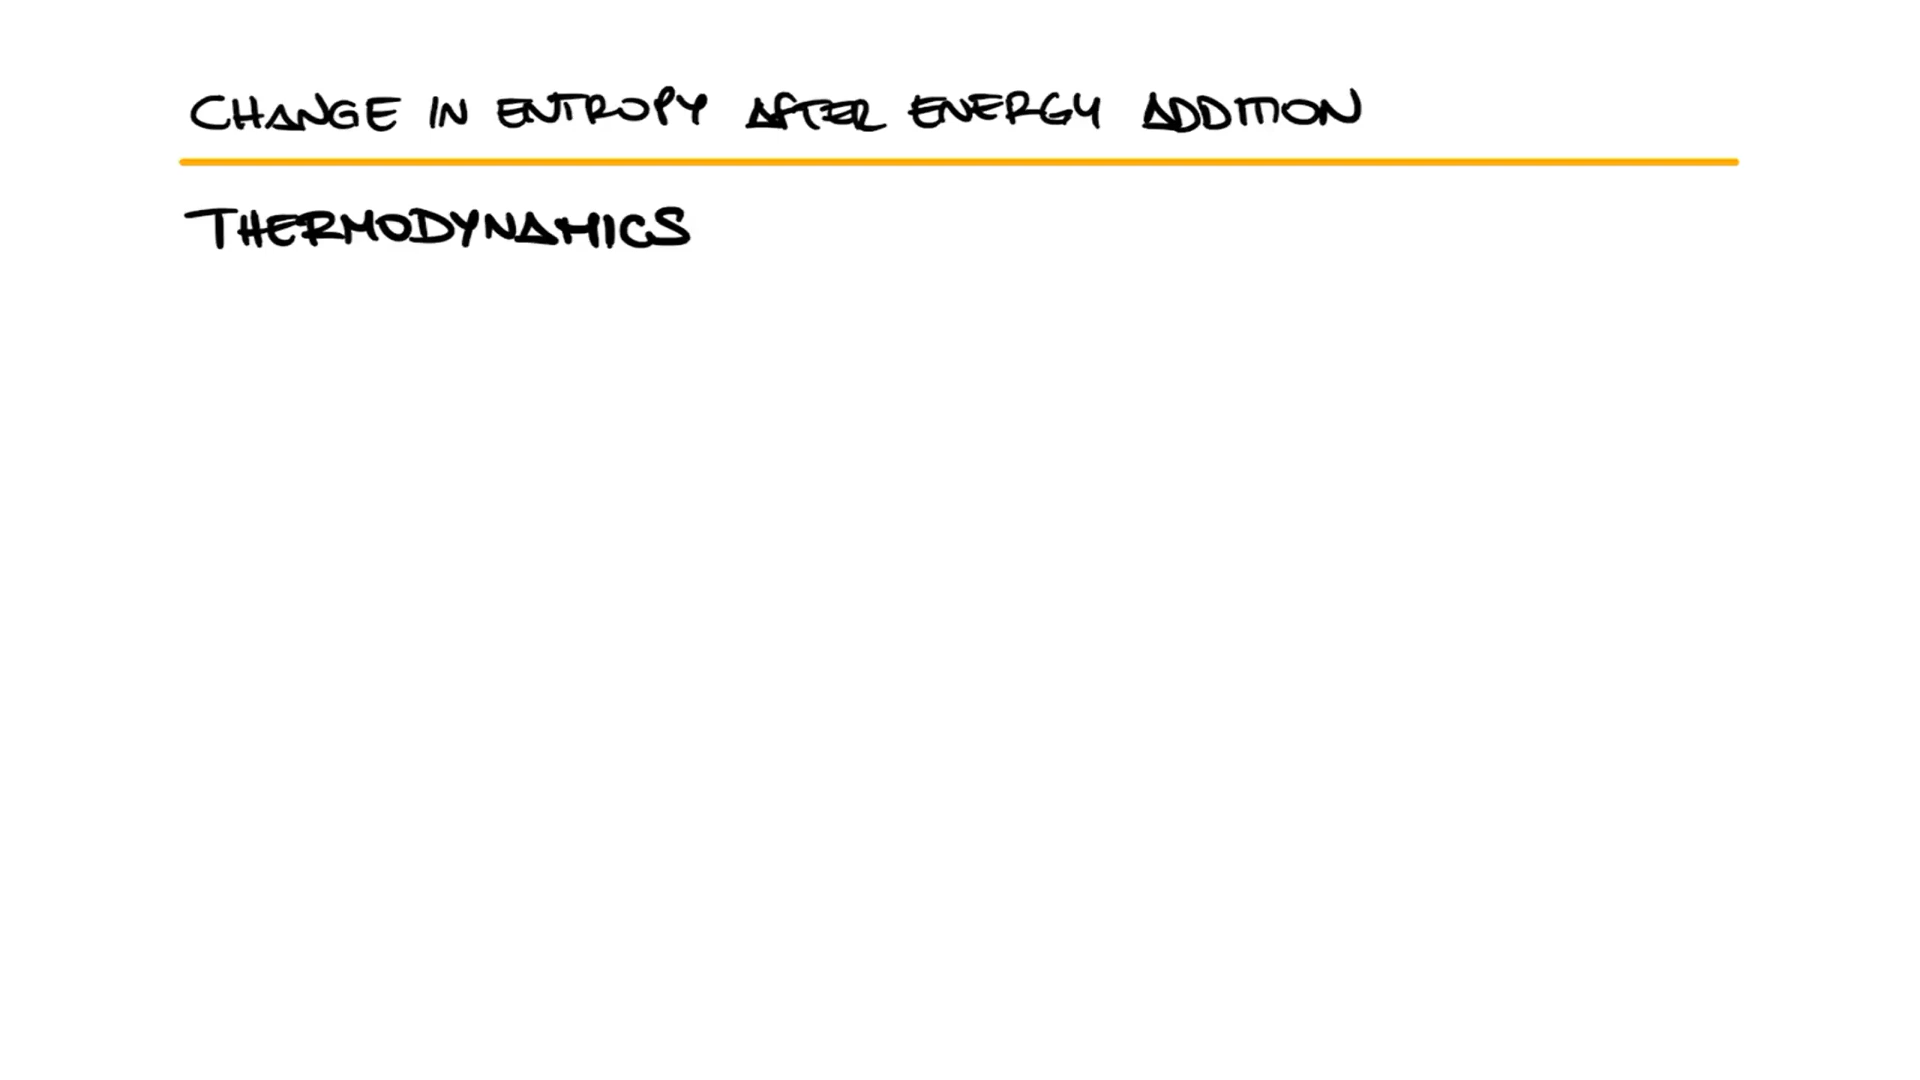 CHANGE IN ENTROPY AFTER ENERGY ADDITION
THERMODYNAMICS